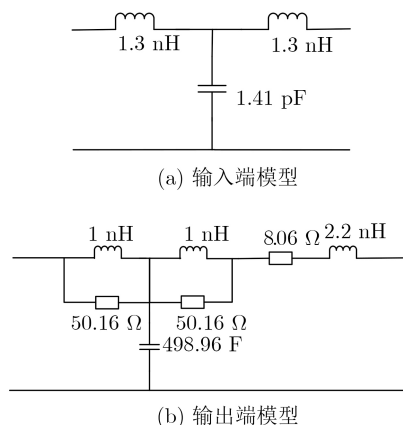 1.3 nH
1.3 nH
1.41 pF
(a) 输入端模型
1 nH
1 nH
8.06 Ω
2.2 nH
50.16 Ω
50.16 Ω
498.96 F
(b) 输出端模型